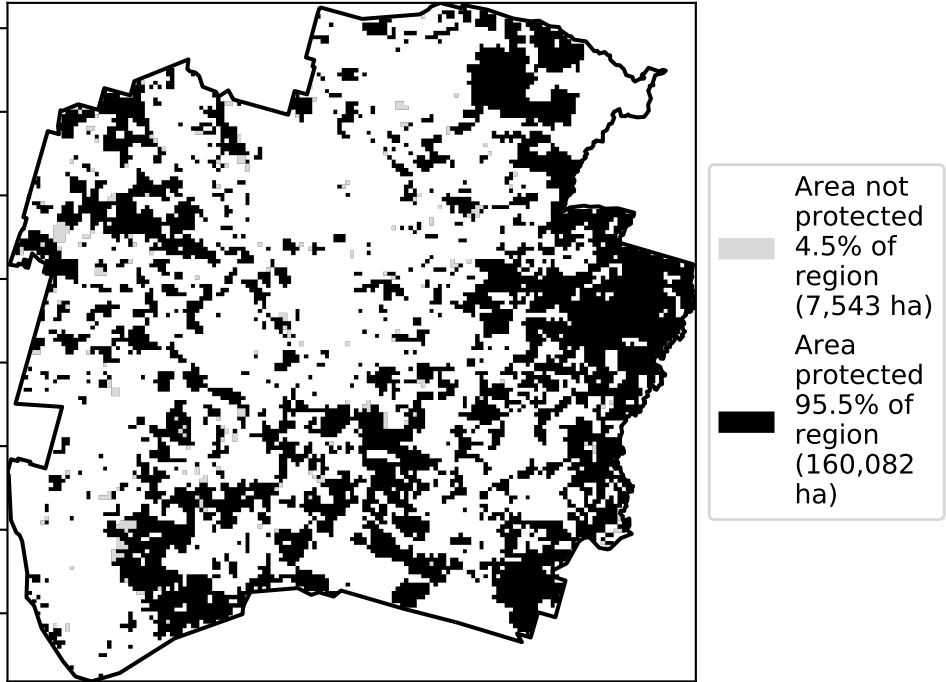 Area not
protected
4.5% of
region
(7,543 ha)
Area
protected
95.5% of
region
(160,082
ha)